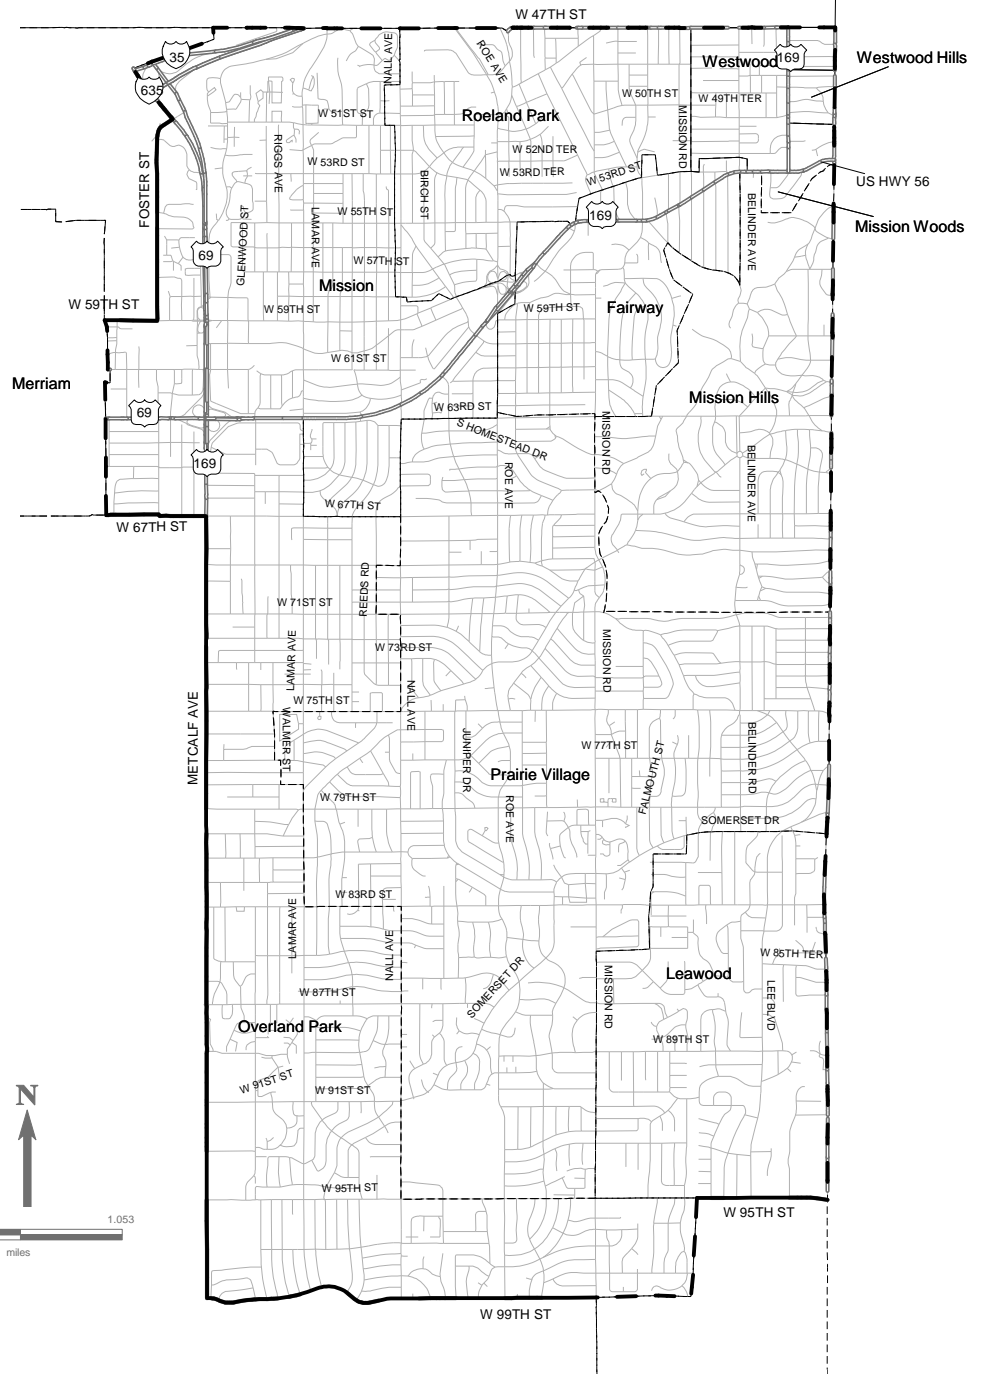 W 47TH ST
35
NALL AVE
ROE AVE
Westwood
169
Westwood Hills
635
W 50TH ST
W 49TH TER
W 51ST ST
Roeland Park
MISSION RD
RIGGS AVE
W 53RD ST
W 52ND TER
W 53RD TER
W 53RD ST
FOSTER ST
BIRCH ST
US HWY 56
GLENWOOD ST
LAMAR AVE
W 55TH ST
169
BELINDER AVE
Mission Woods
69
W 57TH ST
Mission
W 59TH ST
W 59TH ST
W 59TH ST
Fairway
W 61ST ST
Merriam
Mission Hills
69
W 63RD ST
S HOMESTEAD DR
MISSION RD
169
ROE AVE
BELINDER AVE
W 67TH ST
W 67TH ST
REEDS RD
W 71ST ST
LAMAR AVE
W 73RD ST
MISSION RD
W 75TH ST
NALL AVE
METCALF AVE
WALMER ST
JUNIPER DR
W 77TH ST
FALMOUTH ST
BELINDER RD
Prairie Village
W 79TH ST
ROE AVE
SOMERSET DR
W 83RD ST
LAMAR AVE
NALL AVE
W 85TH TER
SOMERSET DR
Leawood
MISSION RD
LEE BLVD
W 87TH ST
Overland Park
W 89TH ST
W 91ST ST
W 91ST ST
N
W 95TH ST
W 95TH ST
1.053
miles
W 99TH ST